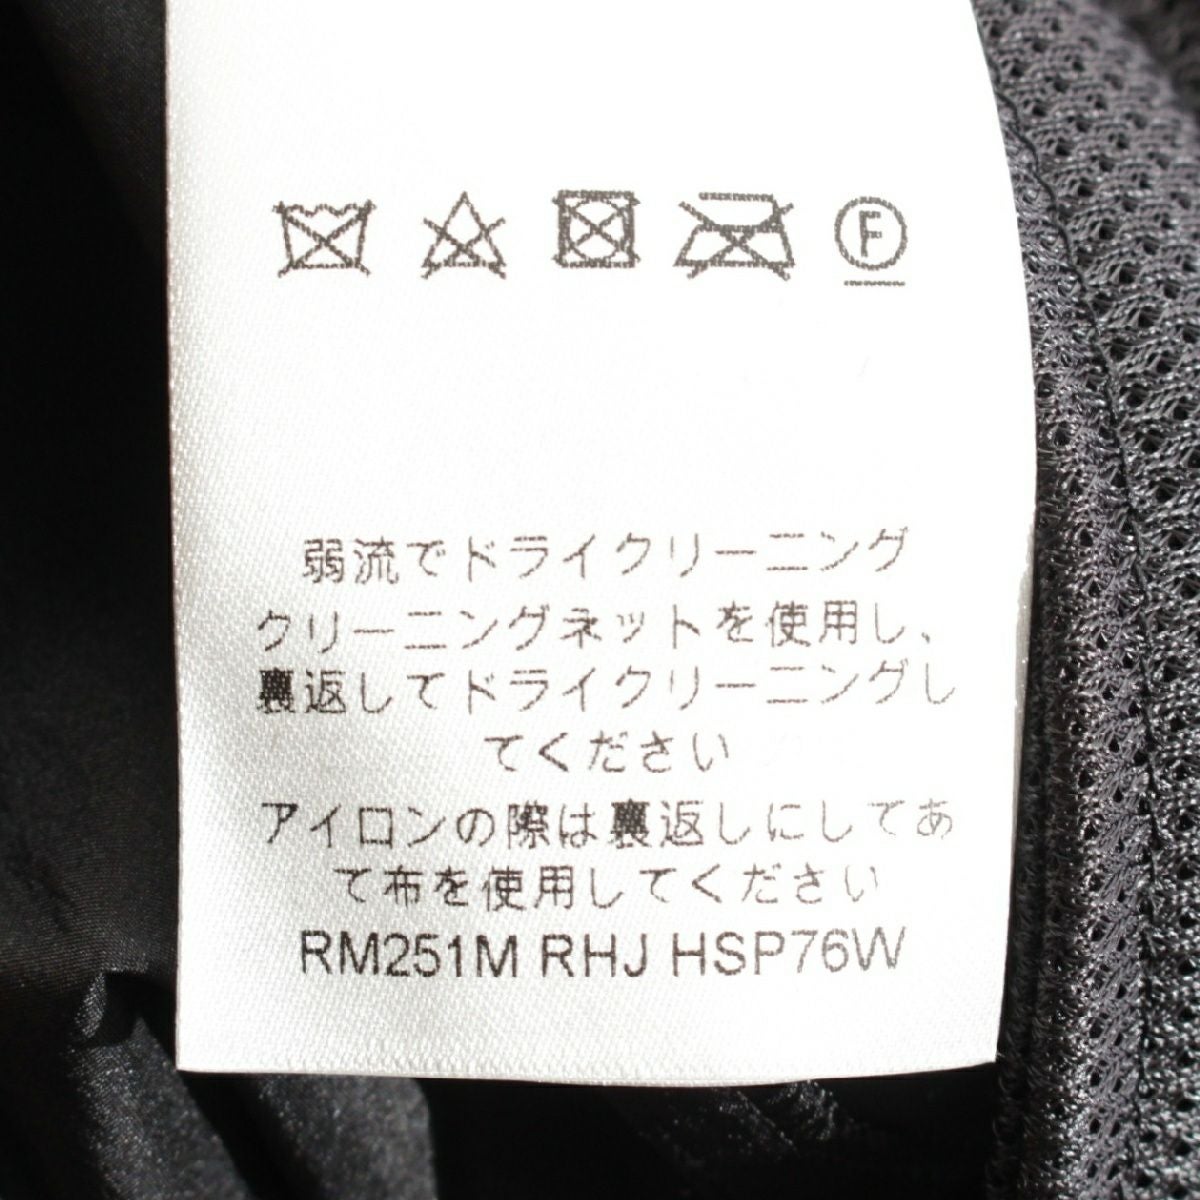 F
弱流でドライクリーニング
クリーニングネットを使用し、
裏返してドライクリーニングし
てください
アイロンの際は裏返しにしてあ
て布を使用してください
RM251M RHJ HSP76W